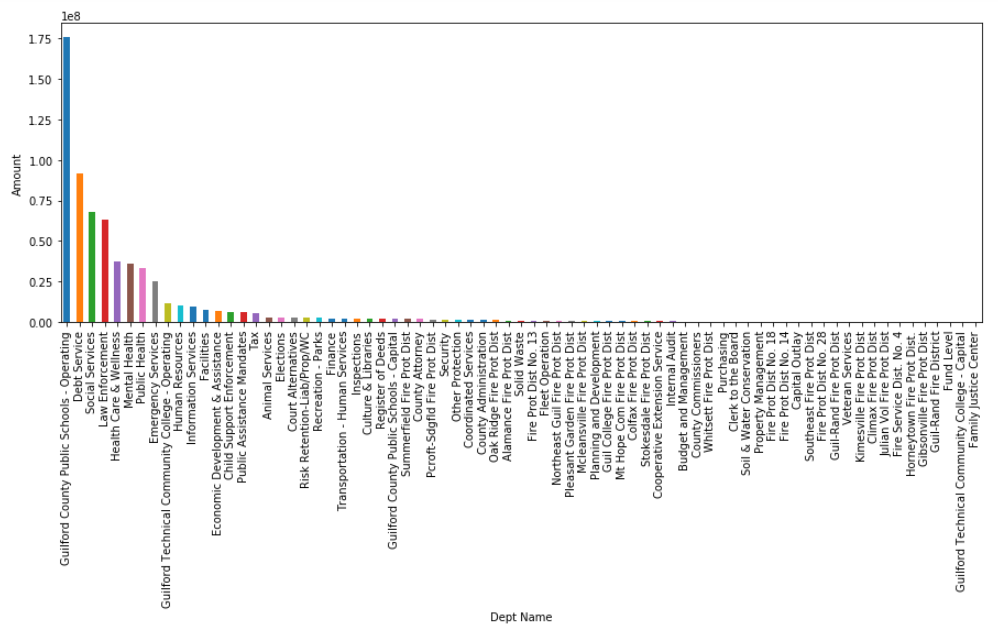 1e8
1.75
1.50
1.25
1.00
0.75
0.50
0.25
0.00
Amount
Guilford County Public Schools - Operating
Debt Service
Social Services
Law Enforcement
Health Care & Wellness
Mental Health
Public Health
Emergency Services
Guilford Technical Community College - Operating
Human Resources
Information Services
Facilities
Economic Development & Assistance
Child Support Enforcement
Public Assistance Mandates
Tax
Animal Services
Elections
Court Alternatives
Risk Retention-Liab/Prop/WC
Recreation - Parks
Finance
Transportation - Human Services
Inspections
Culture & Libraries
Register of Deeds
Guilford County Public Schools - Capital
Summerfield Fire Prot Dist
County Attorney
Pcroft-Sdgfld Fire Prot Dist
Security
Other Protection
Coordinated Services
County Administration
Oak Ridge Fire Prot Dist
Alamance Fire Prot Dist
Solid Waste
Fire Prot Dist No. 13
Fleet Operation
Northeast Guil Fire Prot Dist
Pleasant Garden Fire Prot Dist
Mcleansville Fire Prot Dist
Planning and Development
Guil College Fire Prot Dist
Mt Hope Com Fire Prot Dist
Colfax Fire Prot Dist
Stokesdale Fire Prot Dist
Cooperative Extension Service
Internal Audit
Budget and Management
County Commissioners
Whitsett Fire Prot Dist
Purchasing
Clerk to the Board
Soil & Water Conservation
Property Management
Fire Prot Dist No. 18
Fire Prot Dist No. 14
Capital Outlay
Southeast Fire Prot Dist
Fire Prot Dist No. 28
Guil-Rand Fire Prot Dist
Veteran Services
Kimesville Fire Prot Dist
Climax Fire Prot Dist
Julian Vol Fire Prot Dist
Fire Service Dist. No. 4
Horneytown Fire Prot Dist.
Gibsonville Fire Prot Dist
Guil-Rand Fire District
Fund Level
Guilford Technical Community College - Capital
Family Justice Center
Dept Name